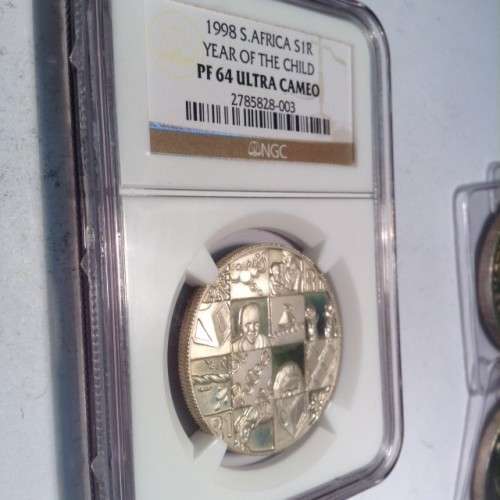 1998 S.AFRICA S1R
YEAR OF THE CHILD
PF 64 ULTRA CAMEO
2785828-003
NGC